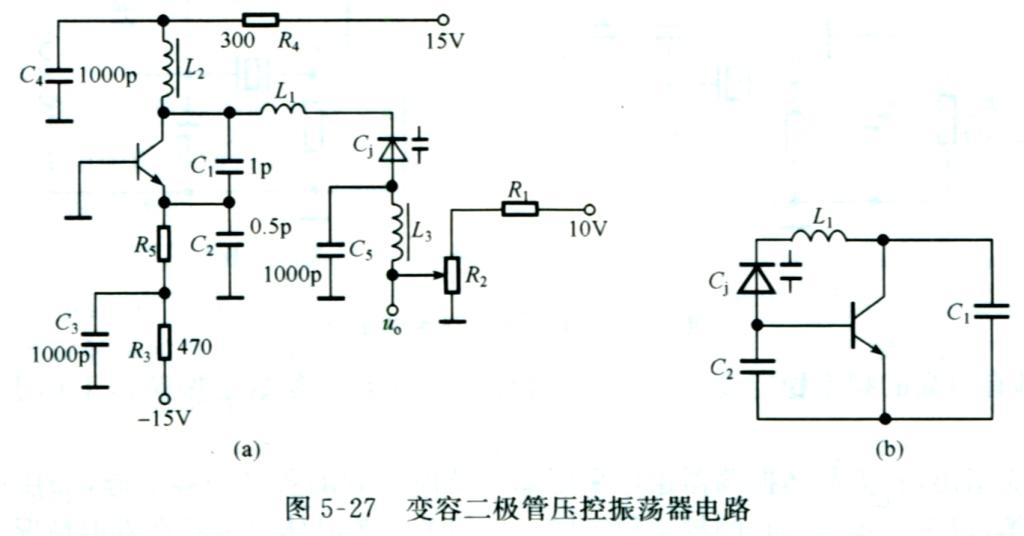 300 R4 15V
C4 1000p L2
L1
Cj
C1 1p
R1
10V
0.5p
R5 C2
L3
C5 R2
1000p
uo
C3
1000p R3 470
−15V
(a)
L1
Cj
C1
C2
(b)
图 5-27 变容二极管压控振荡器电路